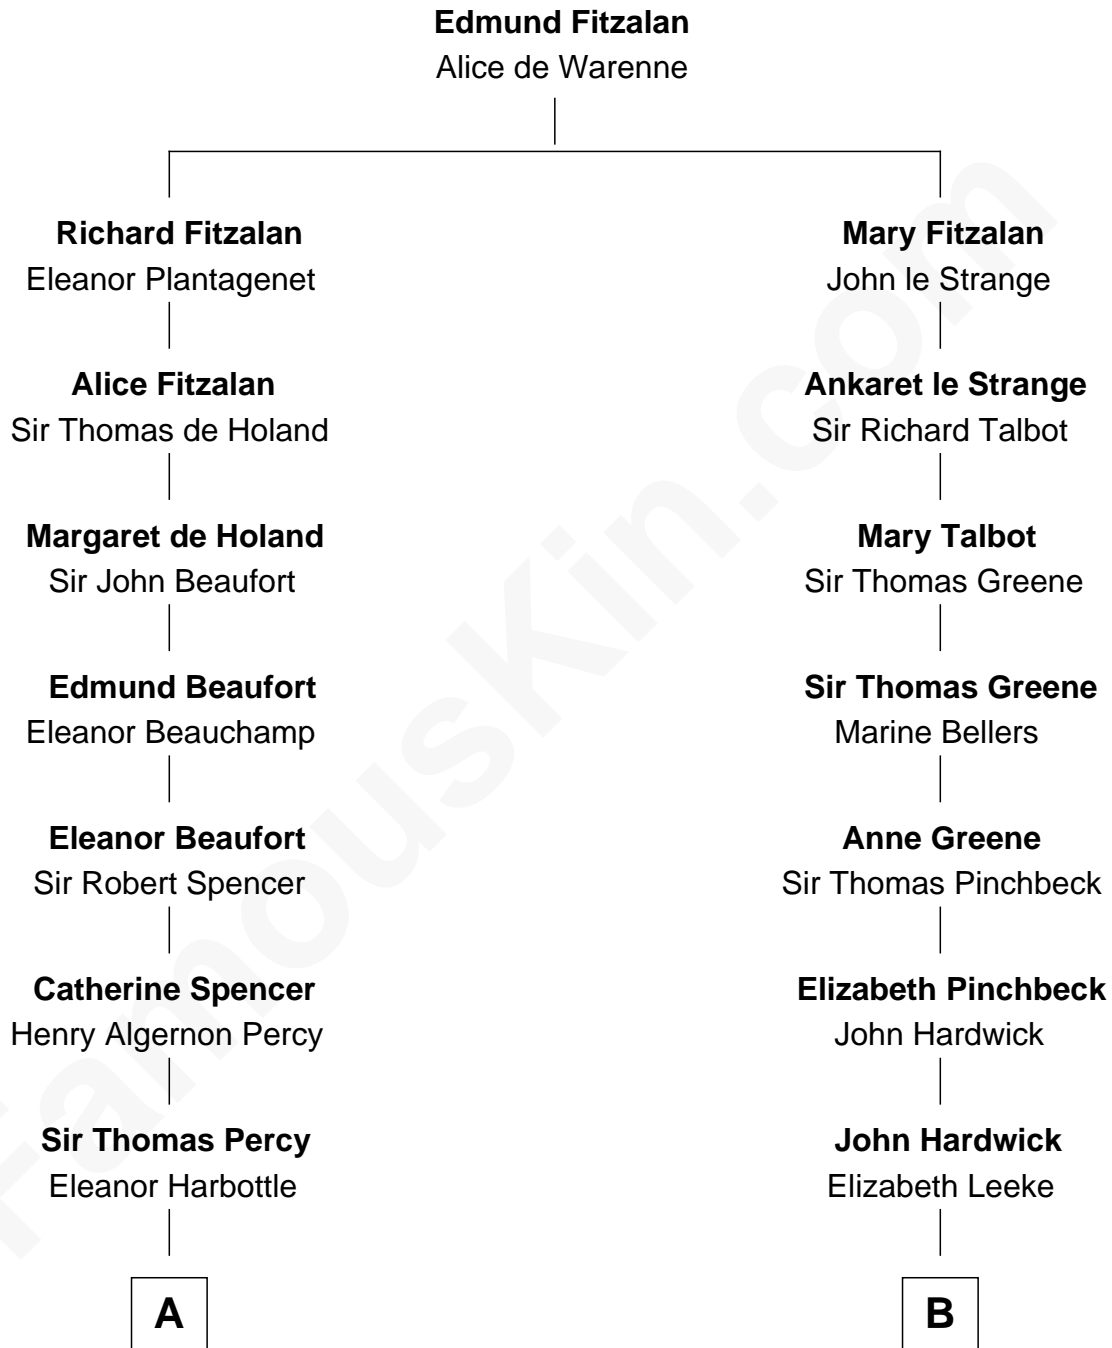 Edmund Fitzalan
Alice de Warenne
Richard Fitzalan
Eleanor Plantagenet
Mary Fitzalan
John le Strange
Alice Fitzalan
Sir Thomas de Holand
Ankaret le Strange
Sir Richard Talbot
Margaret de Holand
Sir John Beaufort
Mary Talbot
Sir Thomas Greene
Edmund Beaufort
Eleanor Beauchamp
Sir Thomas Greene
Marine Bellers
Eleanor Beaufort
Sir Robert Spencer
Anne Greene
Sir Thomas Pinchbeck
Catherine Spencer
Henry Algernon Percy
Elizabeth Pinchbeck
John Hardwick
Sir Thomas Percy
Eleanor Harbottle
John Hardwick
Elizabeth Leeke
A
B
FamousKin.com